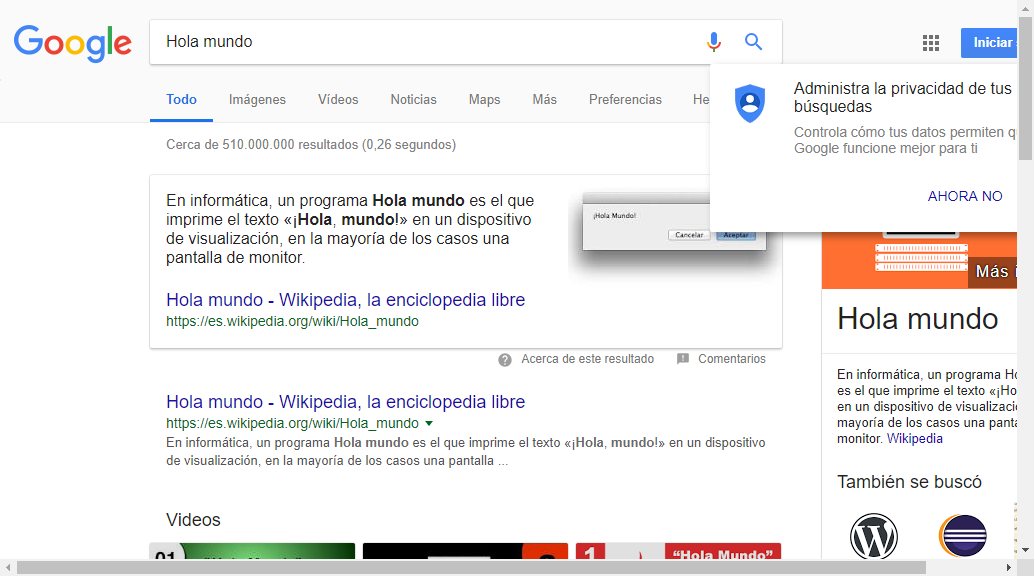 Google
Hola mundo
Iniciar
Todo
Imágenes
Vídeos
Noticias
Maps
Más
Preferencias
He
Administra la privacidad de tus
búsquedas
Controla cómo tus datos permiten q
Google funcione mejor para ti
AHORA NO
Cerca de 510.000.000 resultados (0,26 segundos)
En informática, un programa Hola mundo es el que
imprime el texto «¡Hola, mundo!» en un dispositivo
de visualización, en la mayoría de los casos una
pantalla de monitor.
¡Hola Mundo!
Cancelar
Aceptar
Hola mundo - Wikipedia, la enciclopedia libre
https://es.wikipedia.org/wiki/Hola_mundo
Acerca de este resultado
Comentarios
Hola mundo - Wikipedia, la enciclopedia libre
https://es.wikipedia.org/wiki/Hola_mundo
En informática, un programa Hola mundo es el que imprime el texto «¡Hola, mundo!» en un dispositivo
de visualización, en la mayoría de los casos una pantalla ...
Videos
01
1
"Hola Mundo"
Más i
Hola mundo
En informática, un programa Ho
es el que imprime el texto «¡Ho
en un dispositivo de visualizació
mayoría de los casos una panta
monitor. Wikipedia
También se buscó